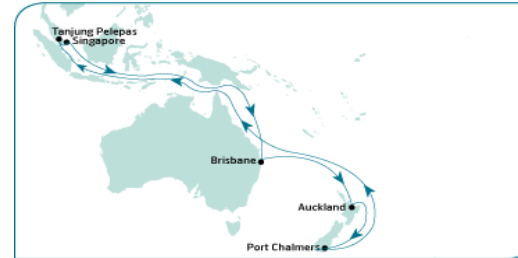 Tanjung Pelepas
Singapore
Brisbane
Auckland
Port Chalmers